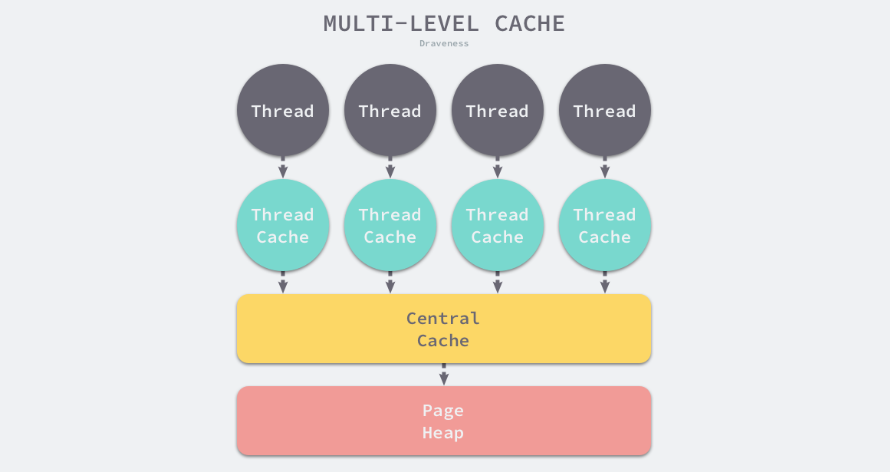 MULTI-LEVEL CACHE
Draveness
Thread
Thread
Thread
Thread
Thread
Cache
Thread
Cache
Thread
Cache
Thread
Cache
Central
Cache
Page
Heap